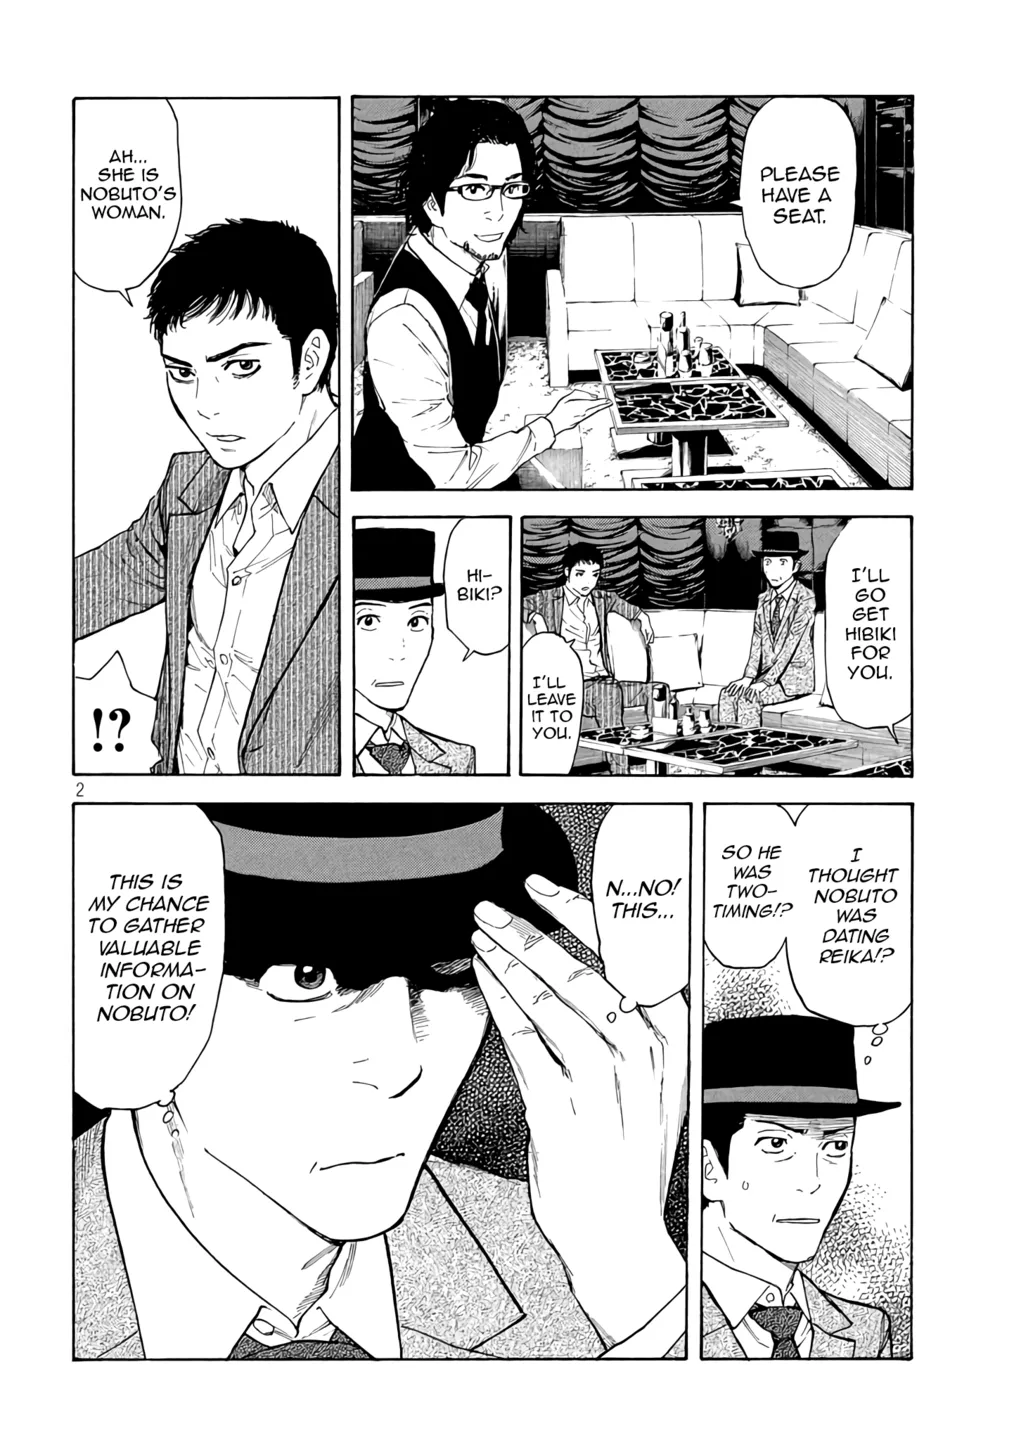 PLEASE
HAVE A
SEAT.
I'LL
GO
GET
HIBIKI
FOR
YOU.
I'LL
LEAVE
IT TO
YOU.
HI-
BIKI?
AH...
SHE IS
NOBUTO'S
WOMAN.
!?
2
I
THOUGHT
NOBUTO
WAS
DATING
REIKA!?
SO HE
WAS
TWO-
TIMING!?
N...NO!
THIS...
THIS IS
MY CHANCE
TO GATHER
VALUABLE
INFORMA-
TION ON
NOBUTO!